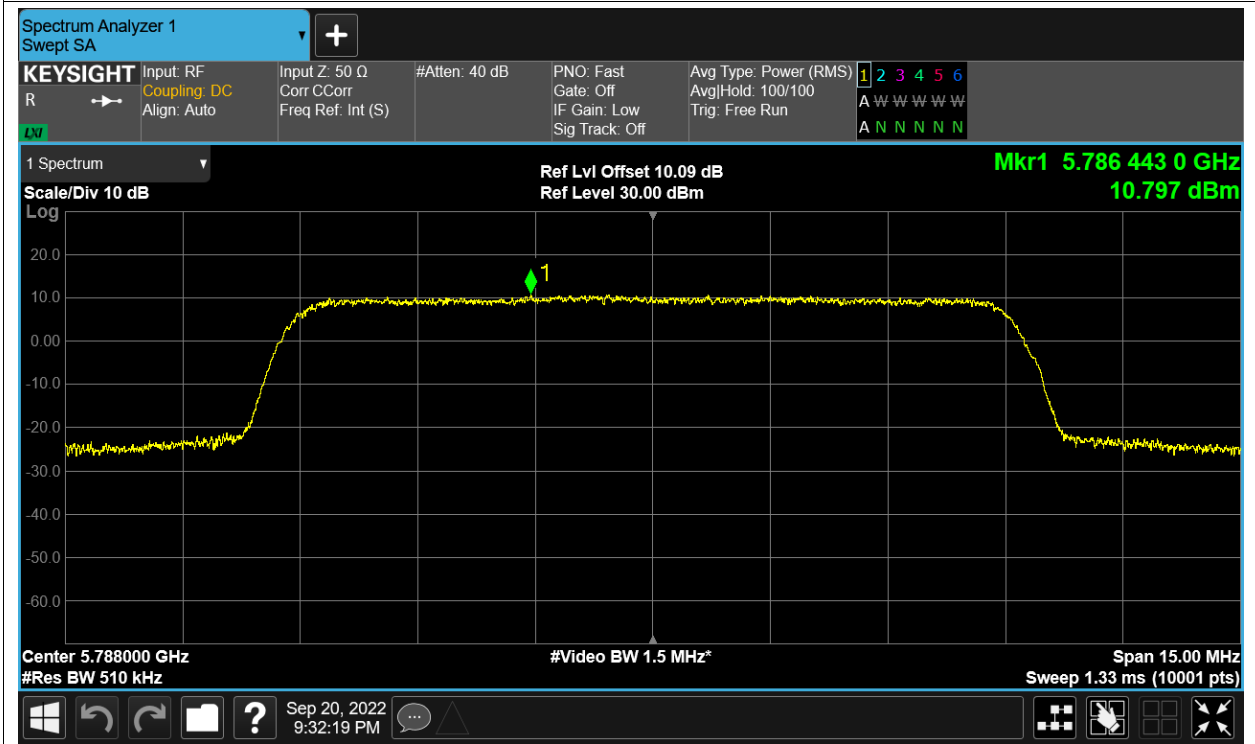 Spectrum Analyzer 1
Swept SA
+
KEYSIGHT
R
LXI
Input: RF
Coupling: DC
Align: Auto
Input Z: 50 Ω
Corr CCorr
Freq Ref: Int (S)
#Atten: 40 dB
PNO: Fast
Gate: Off
IF Gain: Low
Sig Track: Off
Avg Type: Power (RMS)
Avg|Hold: 100/100
Trig: Free Run
1 2 3 4 5 6
A W W W W W
A N N N N N
1 Spectrum
Scale/Div 10 dB
Ref Lvl Offset 10.09 dB
Ref Level 30.00 dBm
Mkr1 5.786 443 0 GHz
10.797 dBm
Log
20.0
10.0
0.00
-10.0
-20.0
-30.0
-40.0
-50.0
-60.0
1
Center 5.788000 GHz
#Res BW 510 kHz
#Video BW 1.5 MHz*
Span 15.00 MHz
Sweep 1.33 ms (10001 pts)
?
Sep 20, 2022
9:32:19 PM